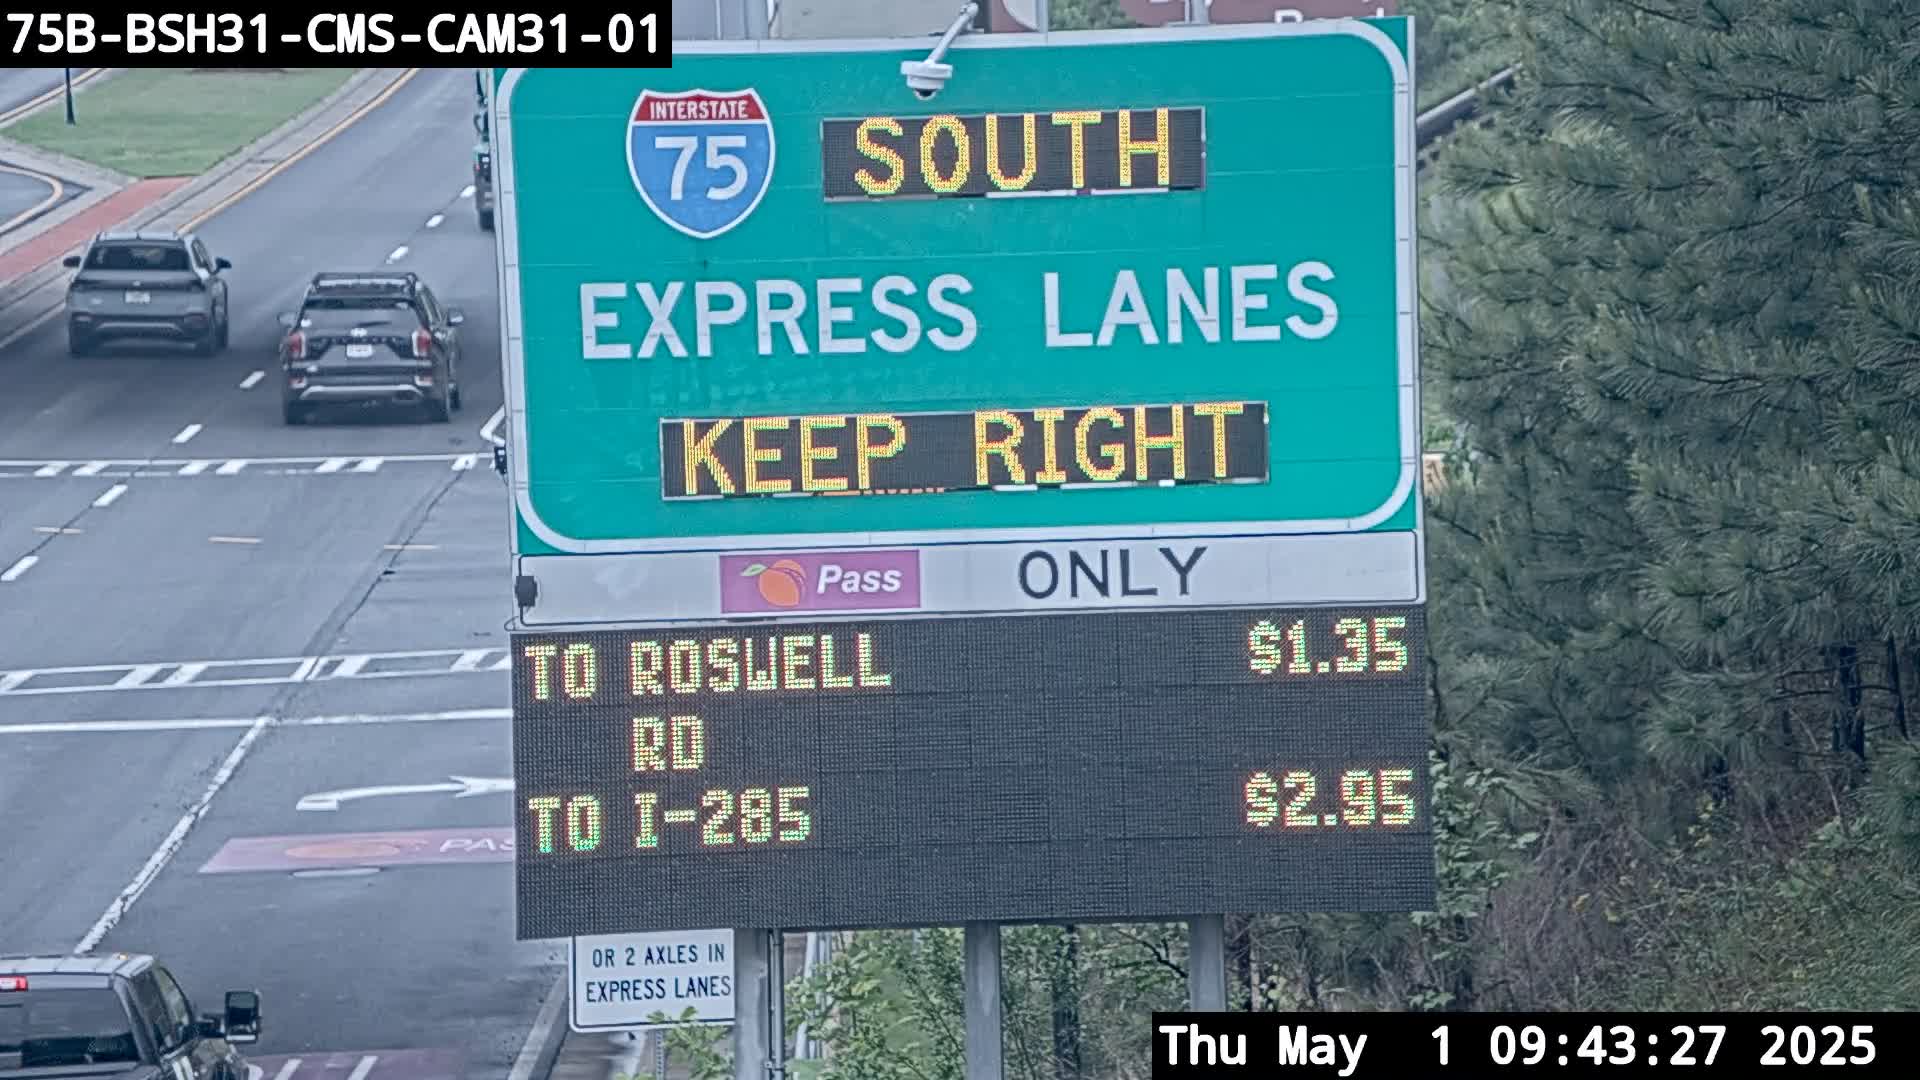 75B-BSH31-CMS-CAM31-01
INTERSTATE
75
SOUTH
EXPRESS LANES
KEEP RIGHT
Pass
ONLY
TO ROSWELL $1.35
RD
TO I-285 $2.95
PAS
OR 2 AXLES IN
EXPRESS LANES
Thu May 1 09:43:27 2025